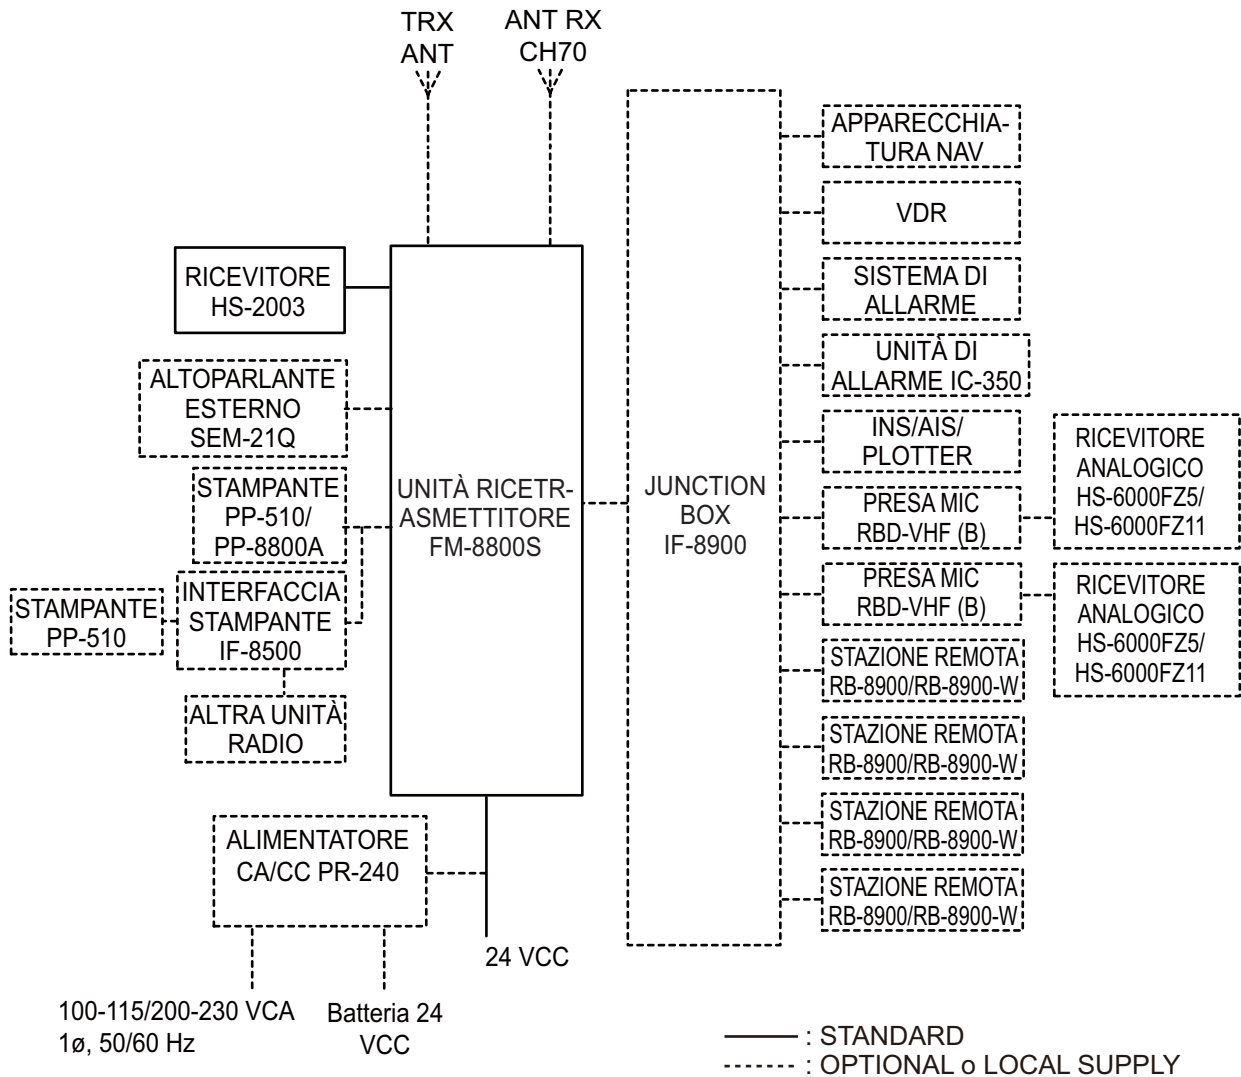 TRX
ANT
ANT RX
CH70
RICEVITORE
HS-2003
ALTOPARLANTE
ESTERNO
SEM-21Q
STAMPANTE
PP-510/
PP-8800A
STAMPANTE
PP-510
INTERFACCIA
STAMPANTE
IF-8500
ALTRA UNITÀ
RADIO
UNITÀ RICETR-
ASMETTITORE
FM-8800S
JUNCTION
BOX
IF-8900
APPARECCHIA-
TURA NAV
VDR
SISTEMA DI
ALLARME
UNITÀ DI
ALLARME IC-350
INS/AIS/
PLOTTER
PRESA MIC
RBD-VHF (B)
RICEVITORE
ANALOGICO
HS-6000FZ5/
HS-6000FZ11
PRESA MIC
RBD-VHF (B)
RICEVITORE
ANALOGICO
HS-6000FZ5/
HS-6000FZ11
STAZIONE REMOTA
RB-8900/RB-8900-W
STAZIONE REMOTA
RB-8900/RB-8900-W
STAZIONE REMOTA
RB-8900/RB-8900-W
STAZIONE REMOTA
RB-8900/RB-8900-W
ALIMENTATORE
CA/CC PR-240
24 VCC
100-115/200-230 VCA
1ø, 50/60 Hz
Batteria 24
VCC
: STANDARD
: OPTIONAL o LOCAL SUPPLY